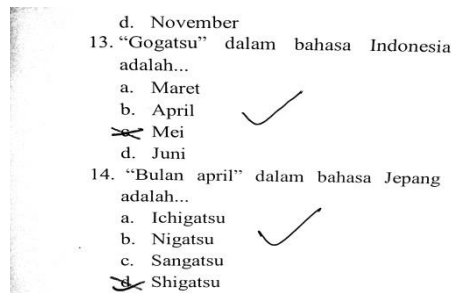 d. November
13. “Gogatsu” dalam bahasa Indonesia
adalah...
a. Maret
b. April
c. Mei
d. Juni
14. “Bulan april” dalam bahasa Jepang
adalah...
a. Ichigatsu
b. Nigatsu
c. Sangatsu
d. Shigatsu